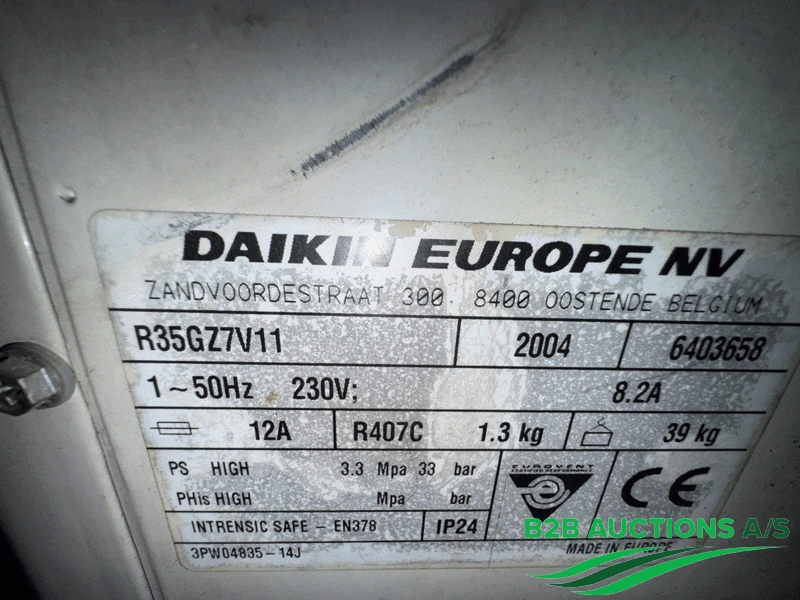 DAIKIN EUROPE NV
ZANDVOORDESTRAAT 300. 8400 OOSTENDE BELGIUM
R35GZ7V11 2004 6403658
1~50Hz 230V; 8.2A
12A R407C 1.3 kg 39 kg
PS HIGH 3.3 Mpa 33 bar
PHis HIGH Mpa bar
EUROVENT
CERTIFIED PERFORMANCE
CE
INTRENSIC SAFE - EN378 IP24
3PW04835-14J MADE IN EUROPE
B2B AUCTIONS A/S